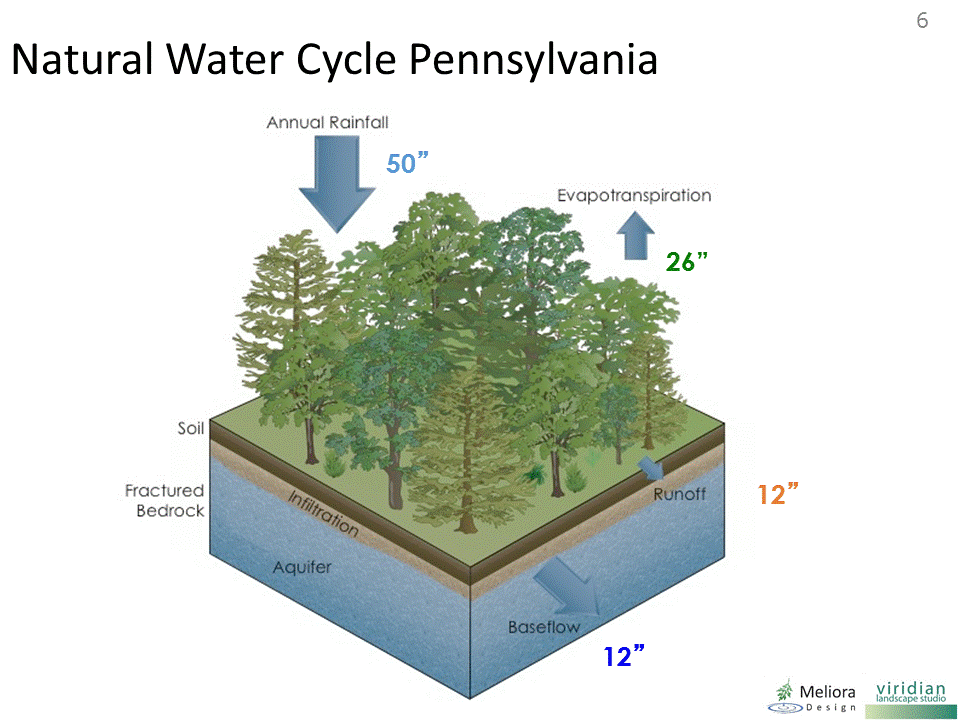 6
Natural Water Cycle Pennsylvania
Annual Rainfall
50”
Evapotranspiration
26”
Soil
Fractured
Bedrock
Infiltration
Runoff
12”
Aquifer
Baseflow
12”
Meliora
Design
viridian
landscape studio